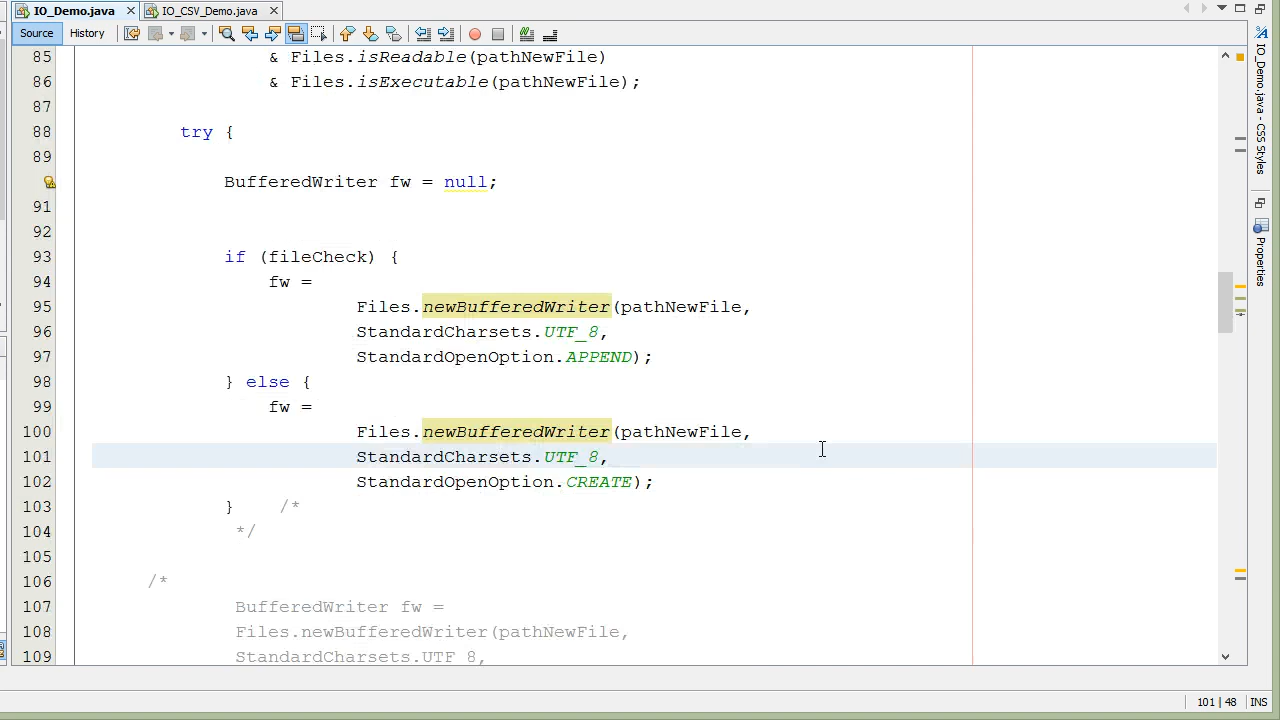 IO_Demo.java
IO_CSV_Demo.java
Source History
85 & Files.isReadable(pathNewFile)
86 & Files.isExecutable(pathNewFile);
87
88 try {
89
BufferedWriter fw = null;
91
92
93 if (fileCheck) {
94 fw =
95 Files.newBufferedWriter(pathNewFile,
96 StandardCharsets.UTF_8,
97 StandardOpenOption.APPEND);
98 } else {
99 fw =
100 Files.newBufferedWriter(pathNewFile,
101 StandardCharsets.UTF_8,
102 StandardOpenOption.CREATE);
103 } /*
104 */
105
106 /*
107 BufferedWriter fw =
108 Files.newBufferedWriter(pathNewFile,
109 StandardCharsets.UTF_8,
IO_Demo.java - CSS Styles
Properties
101 | 48 INS